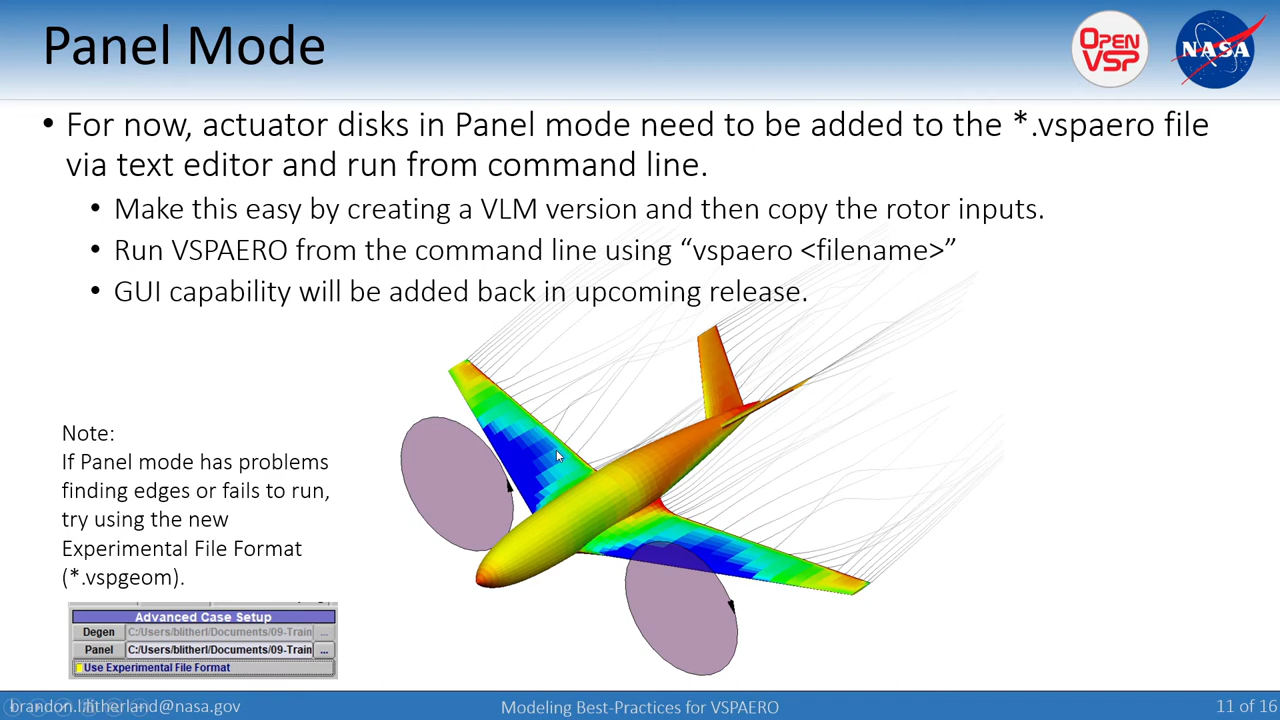 Panel Mode
OPEN
VSP
NASA
• For now, actuator disks in Panel mode need to be added to the *.vspaero file
via text editor and run from command line.
• Make this easy by creating a VLM version and then copy the rotor inputs.
• Run VSPAERO from the command line using “vspaero <filename>”
• GUI capability will be added back in upcoming release.
Note:
If Panel mode has problems
finding edges or fails to run,
try using the new
Experimental File Format
(*.vspgeom).
Advanced Case Setup
Degen C:/Users/blitherl/Documents/09-Train ...
Panel C:/Users/blitherl/Documents/09-Train ...
Use Experimental File Format
brandon.l.litherland@nasa.gov
Modeling Best-Practices for VSPAERO
11 of 16